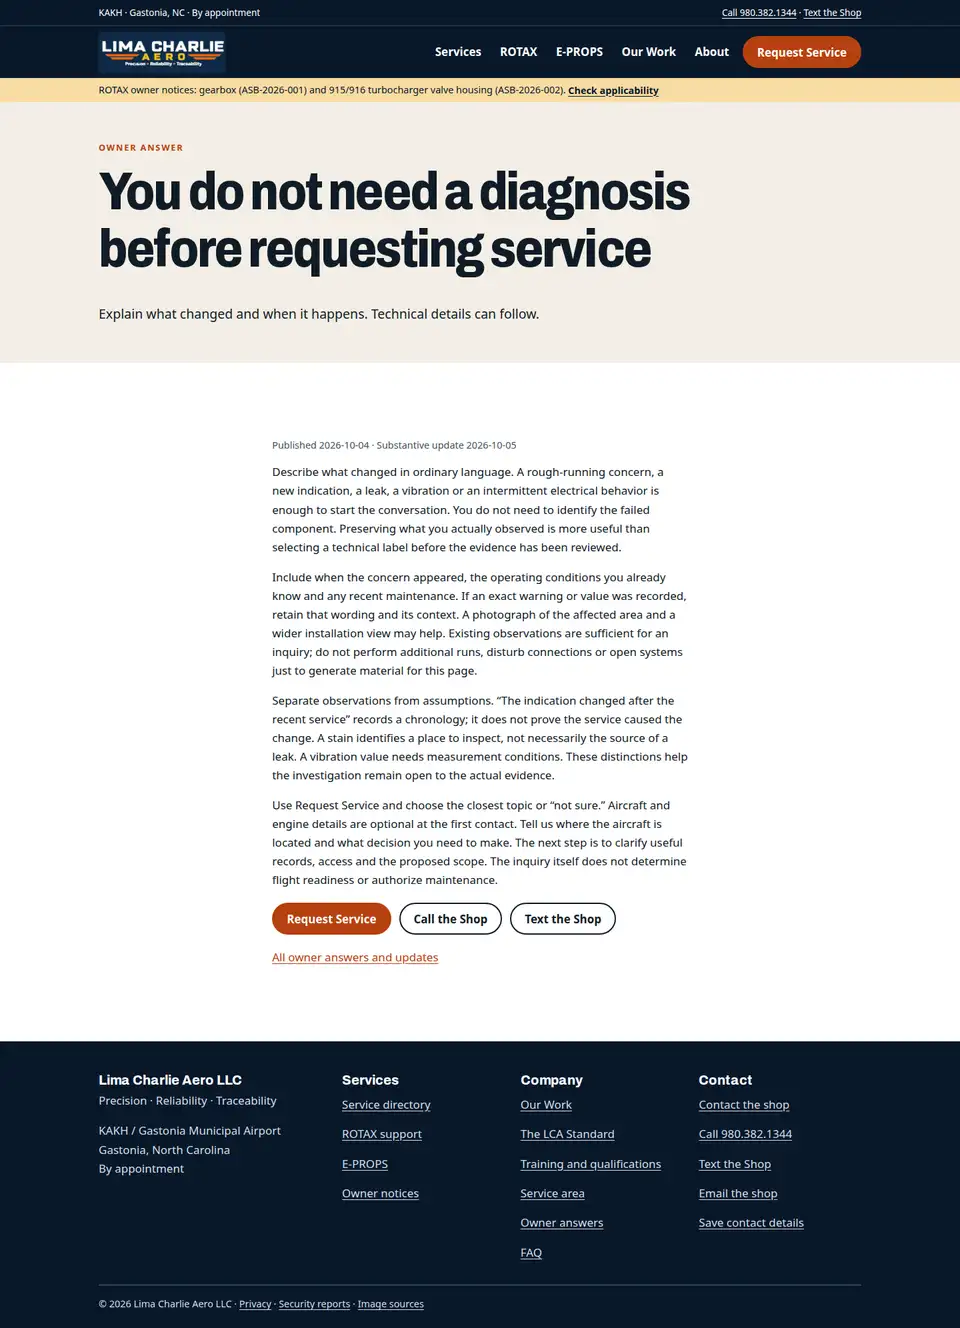 KAKH · Gastonia, NC · By appointment
Call 980.382.1344 · Text the Shop
LIMA CHARLIE
AERO
Precision · Reliability · Traceability
Services ROTAX E-PROPS Our Work About Request Service
ROTAX owner notices: gearbox (ASB-2026-001) and 915/916 turbocharger valve housing (ASB-2026-002). Check applicability
OWNER ANSWER
You do not need a diagnosis
before requesting service
Explain what changed and when it happens. Technical details can follow.
Published 2026-10-04 · Substantive update 2026-10-05
Describe what changed in ordinary language. A rough-running concern, a
new indication, a leak, a vibration or an intermittent electrical behavior is
enough to start the conversation. You do not need to identify the failed
component. Preserving what you actually observed is more useful than
selecting a technical label before the evidence has been reviewed.
Include when the concern appeared, the operating conditions you already
know and any recent maintenance. If an exact warning or value was recorded,
retain that wording and its context. A photograph of the affected area and a
wider installation view may help. Existing observations are sufficient for an
inquiry; do not perform additional runs, disturb connections or open systems
just to generate material for this page.
Separate observations from assumptions. “The indication changed after the
recent service” records a chronology; it does not prove the service caused the
change. A stain identifies a place to inspect, not necessarily the source of a
leak. A vibration value needs measurement conditions. These distinctions help
the investigation remain open to the actual evidence.
Use Request Service and choose the closest topic or “not sure.” Aircraft and
engine details are optional at the first contact. Tell us where the aircraft is
located and what decision you need to make. The next step is to clarify useful
records, access and the proposed scope. The inquiry itself does not determine
flight readiness or authorize maintenance.
Request Service Call the Shop Text the Shop
All owner answers and updates
Lima Charlie Aero LLC
Precision · Reliability · Traceability
KAKH / Gastonia Municipal Airport
Gastonia, North Carolina
By appointment
Services
Service directory
ROTAX support
E-PROPS
Owner notices
Company
Our Work
The LCA Standard
Training and qualifications
Service area
Owner answers
FAQ
Contact
Contact the shop
Call 980.382.1344
Text the Shop
Email the shop
Save contact details
© 2026 Lima Charlie Aero LLC · Privacy · Security reports · Image sources